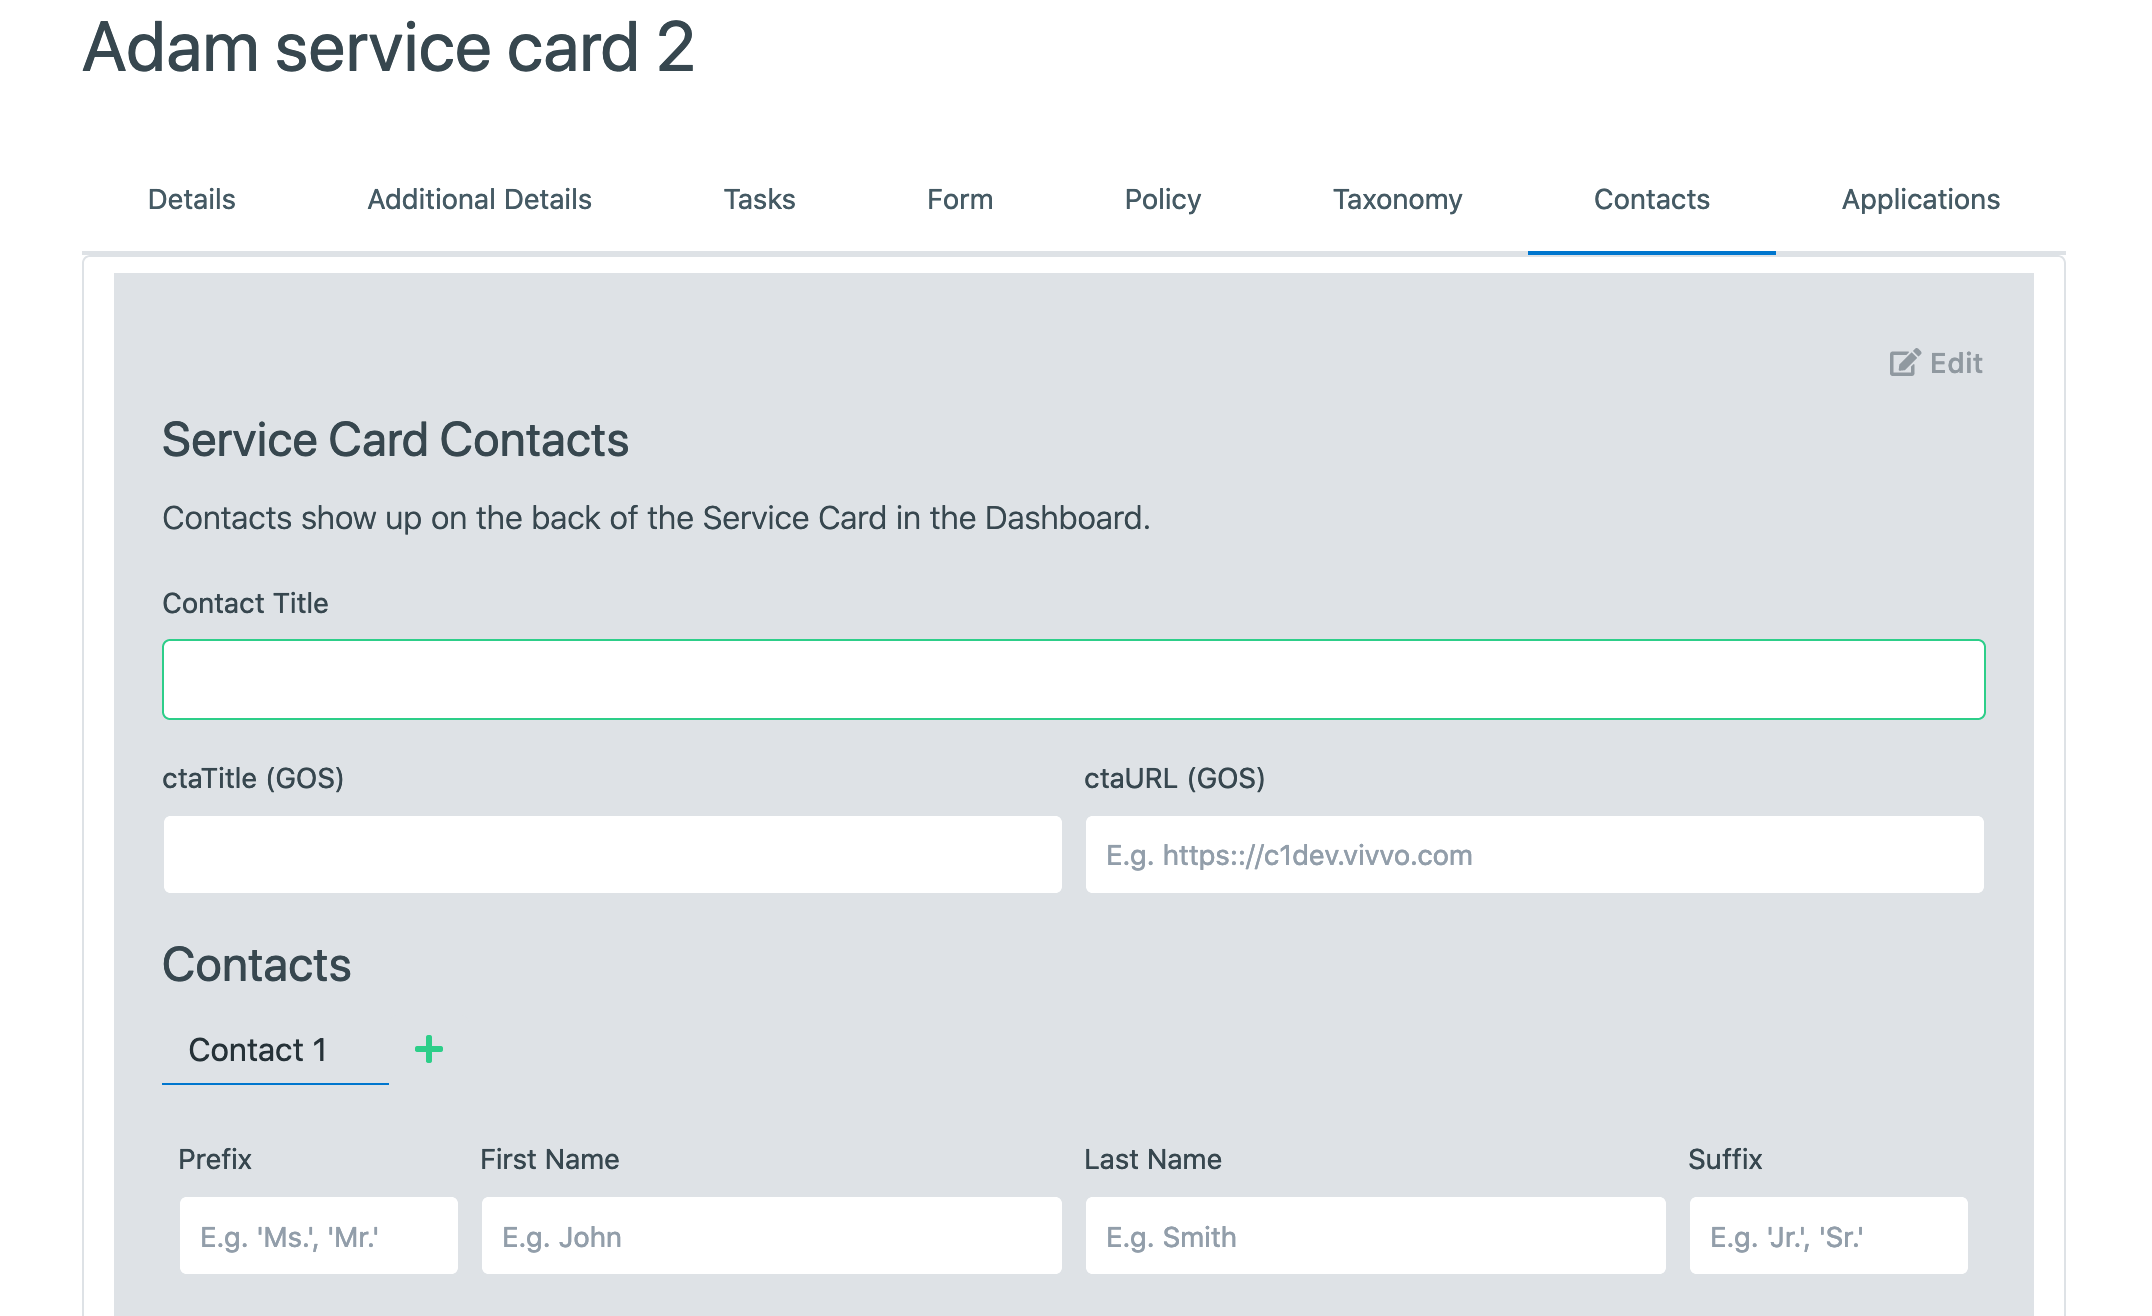 Adam service card 2
Details Additional Details Tasks Form Policy Taxonomy Contacts Applications
Edit
Service Card Contacts
Contacts show up on the back of the Service Card in the Dashboard.
Contact Title
ctaTitle (GOS) ctaURL (GOS)
E.g. https:://c1dev.vivvo.com
Contacts
Contact 1 +
Prefix First Name Last Name Suffix
E.g. 'Ms.', 'Mr.' E.g. John E.g. Smith E.g. 'Jr.', 'Sr.'